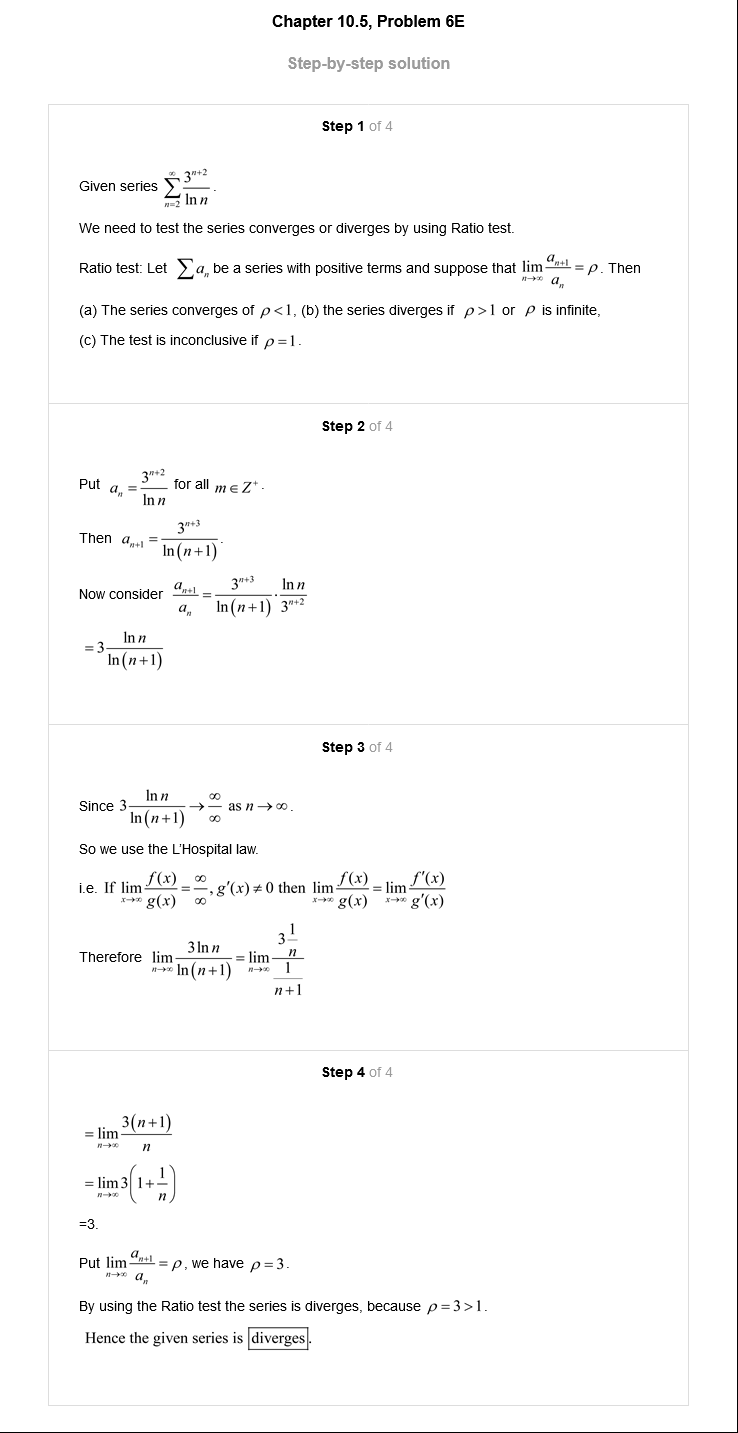 Chapter 10.5, Problem 6E
Step-by-step solution
Step 1 of 4
Given series $\sum_{n=2}^{\infty} \frac{3^{n+2}}{\ln n}$.
We need to test the series converges or diverges by using Ratio test.
Ratio test: Let $\sum a_n$ be a series with positive terms and suppose that $\lim_{n \to \infty} \frac{a_{n+1}}{a_n} = \rho$. Then
(a) The series converges of $\rho < 1$, (b) the series diverges if $\rho > 1$ or $\rho$ is infinite,
(c) The test is inconclusive if $\rho = 1$.
Step 2 of 4
Put $a_n = \frac{3^{n+2}}{\ln n}$ for all $m \in Z^+$.
Then $a_{n+1} = \frac{3^{n+3}}{\ln(n+1)}$.
Now consider $\frac{a_{n+1}}{a_n} = \frac{3^{n+3}}{\ln(n+1)} \cdot \frac{\ln n}{3^{n+2}}$
$= 3 \frac{\ln n}{\ln(n+1)}$
Step 3 of 4
Since $3 \frac{\ln n}{\ln(n+1)} \to \frac{\infty}{\infty}$ as $n \to \infty$.
So we use the L'Hospital law.
i.e. If $\lim_{x \to \infty} \frac{f(x)}{g(x)} = \frac{\infty}{\infty}, g'(x) \neq 0$ then $\lim_{x \to \infty} \frac{f(x)}{g(x)} = \lim_{x \to \infty} \frac{f'(x)}{g'(x)}$
Therefore $\lim_{n \to \infty} \frac{3 \ln n}{\ln(n+1)} = \lim_{n \to \infty} \frac{3 \frac{1}{n}}{\frac{1}{n+1}}$
Step 4 of 4
$= \lim_{n \to \infty} \frac{3(n+1)}{n}$
$= \lim_{n \to \infty} 3 \left( 1 + \frac{1}{n} \right)$
=3.
Put $\lim_{n \to \infty} \frac{a_{n+1}}{a_n} = \rho$, we have $\rho = 3$.
By using the Ratio test the series is diverges, because $\rho = 3 > 1$.
Hence the given series is diverges.